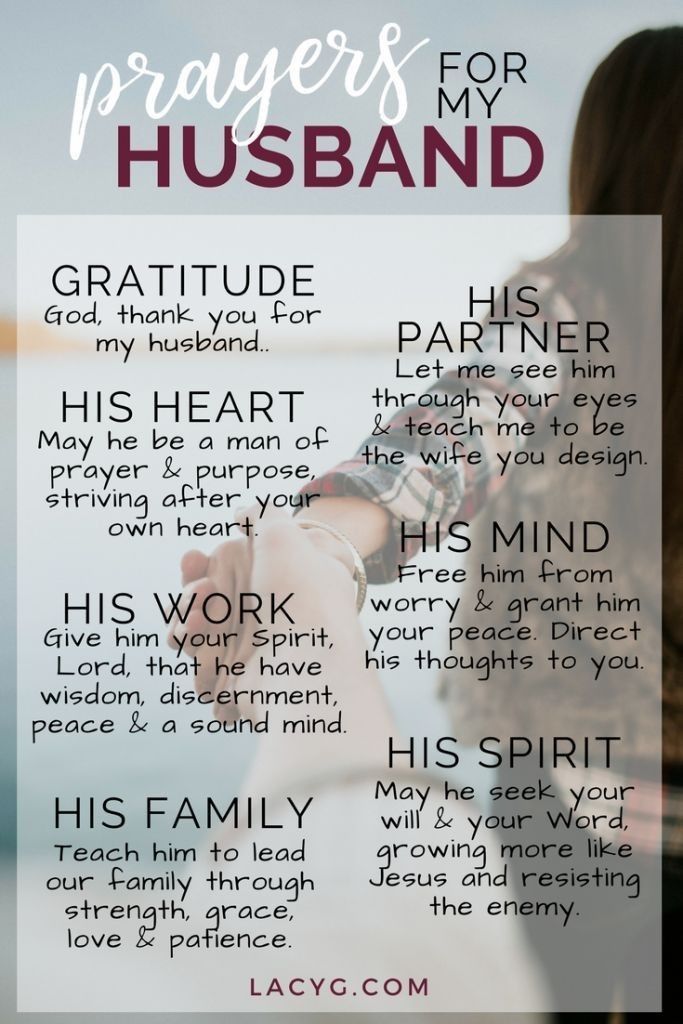 prayers FOR
MY
HUSBAND
GRATITUDE
God, thank you for
my husband..
HIS HEART
May he be a man of
prayer & purpose,
striving after your
own heart.
HIS WORK
Give him your Spirit,
Lord, that he have
wisdom, discernment,
peace & a sound mind.
HIS FAMILY
Teach him to lead
our family through
strength, grace,
love & patience.
HIS
PARTNER
Let me see him
through your eyes
& teach me to be
the wife you design.
HIS MIND
Free him from
worry & grant him
your peace. Direct
his thoughts to you.
HIS SPIRIT
May he seek your
will & your Word,
growing more like
Jesus and resisting
the enemy.
LACYG.COM